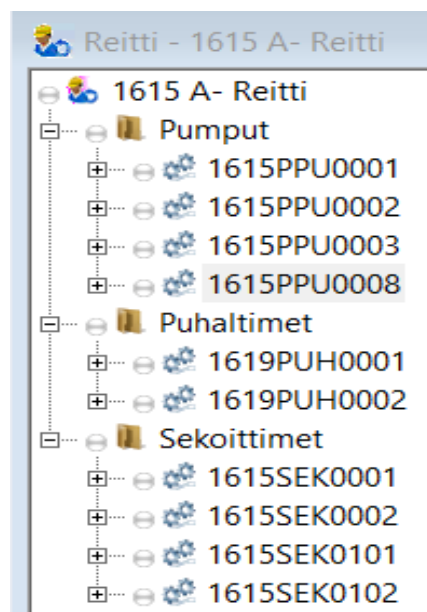 Reitti - 1615 A- Reitti
1615 A- Reitti
Pumput
1615PPU0001
1615PPU0002
1615PPU0003
1615PPU0008
Puhaltimet
1619PUH0001
1619PUH0002
Sekoittimet
1615SEK0001
1615SEK0002
1615SEK0101
1615SEK0102